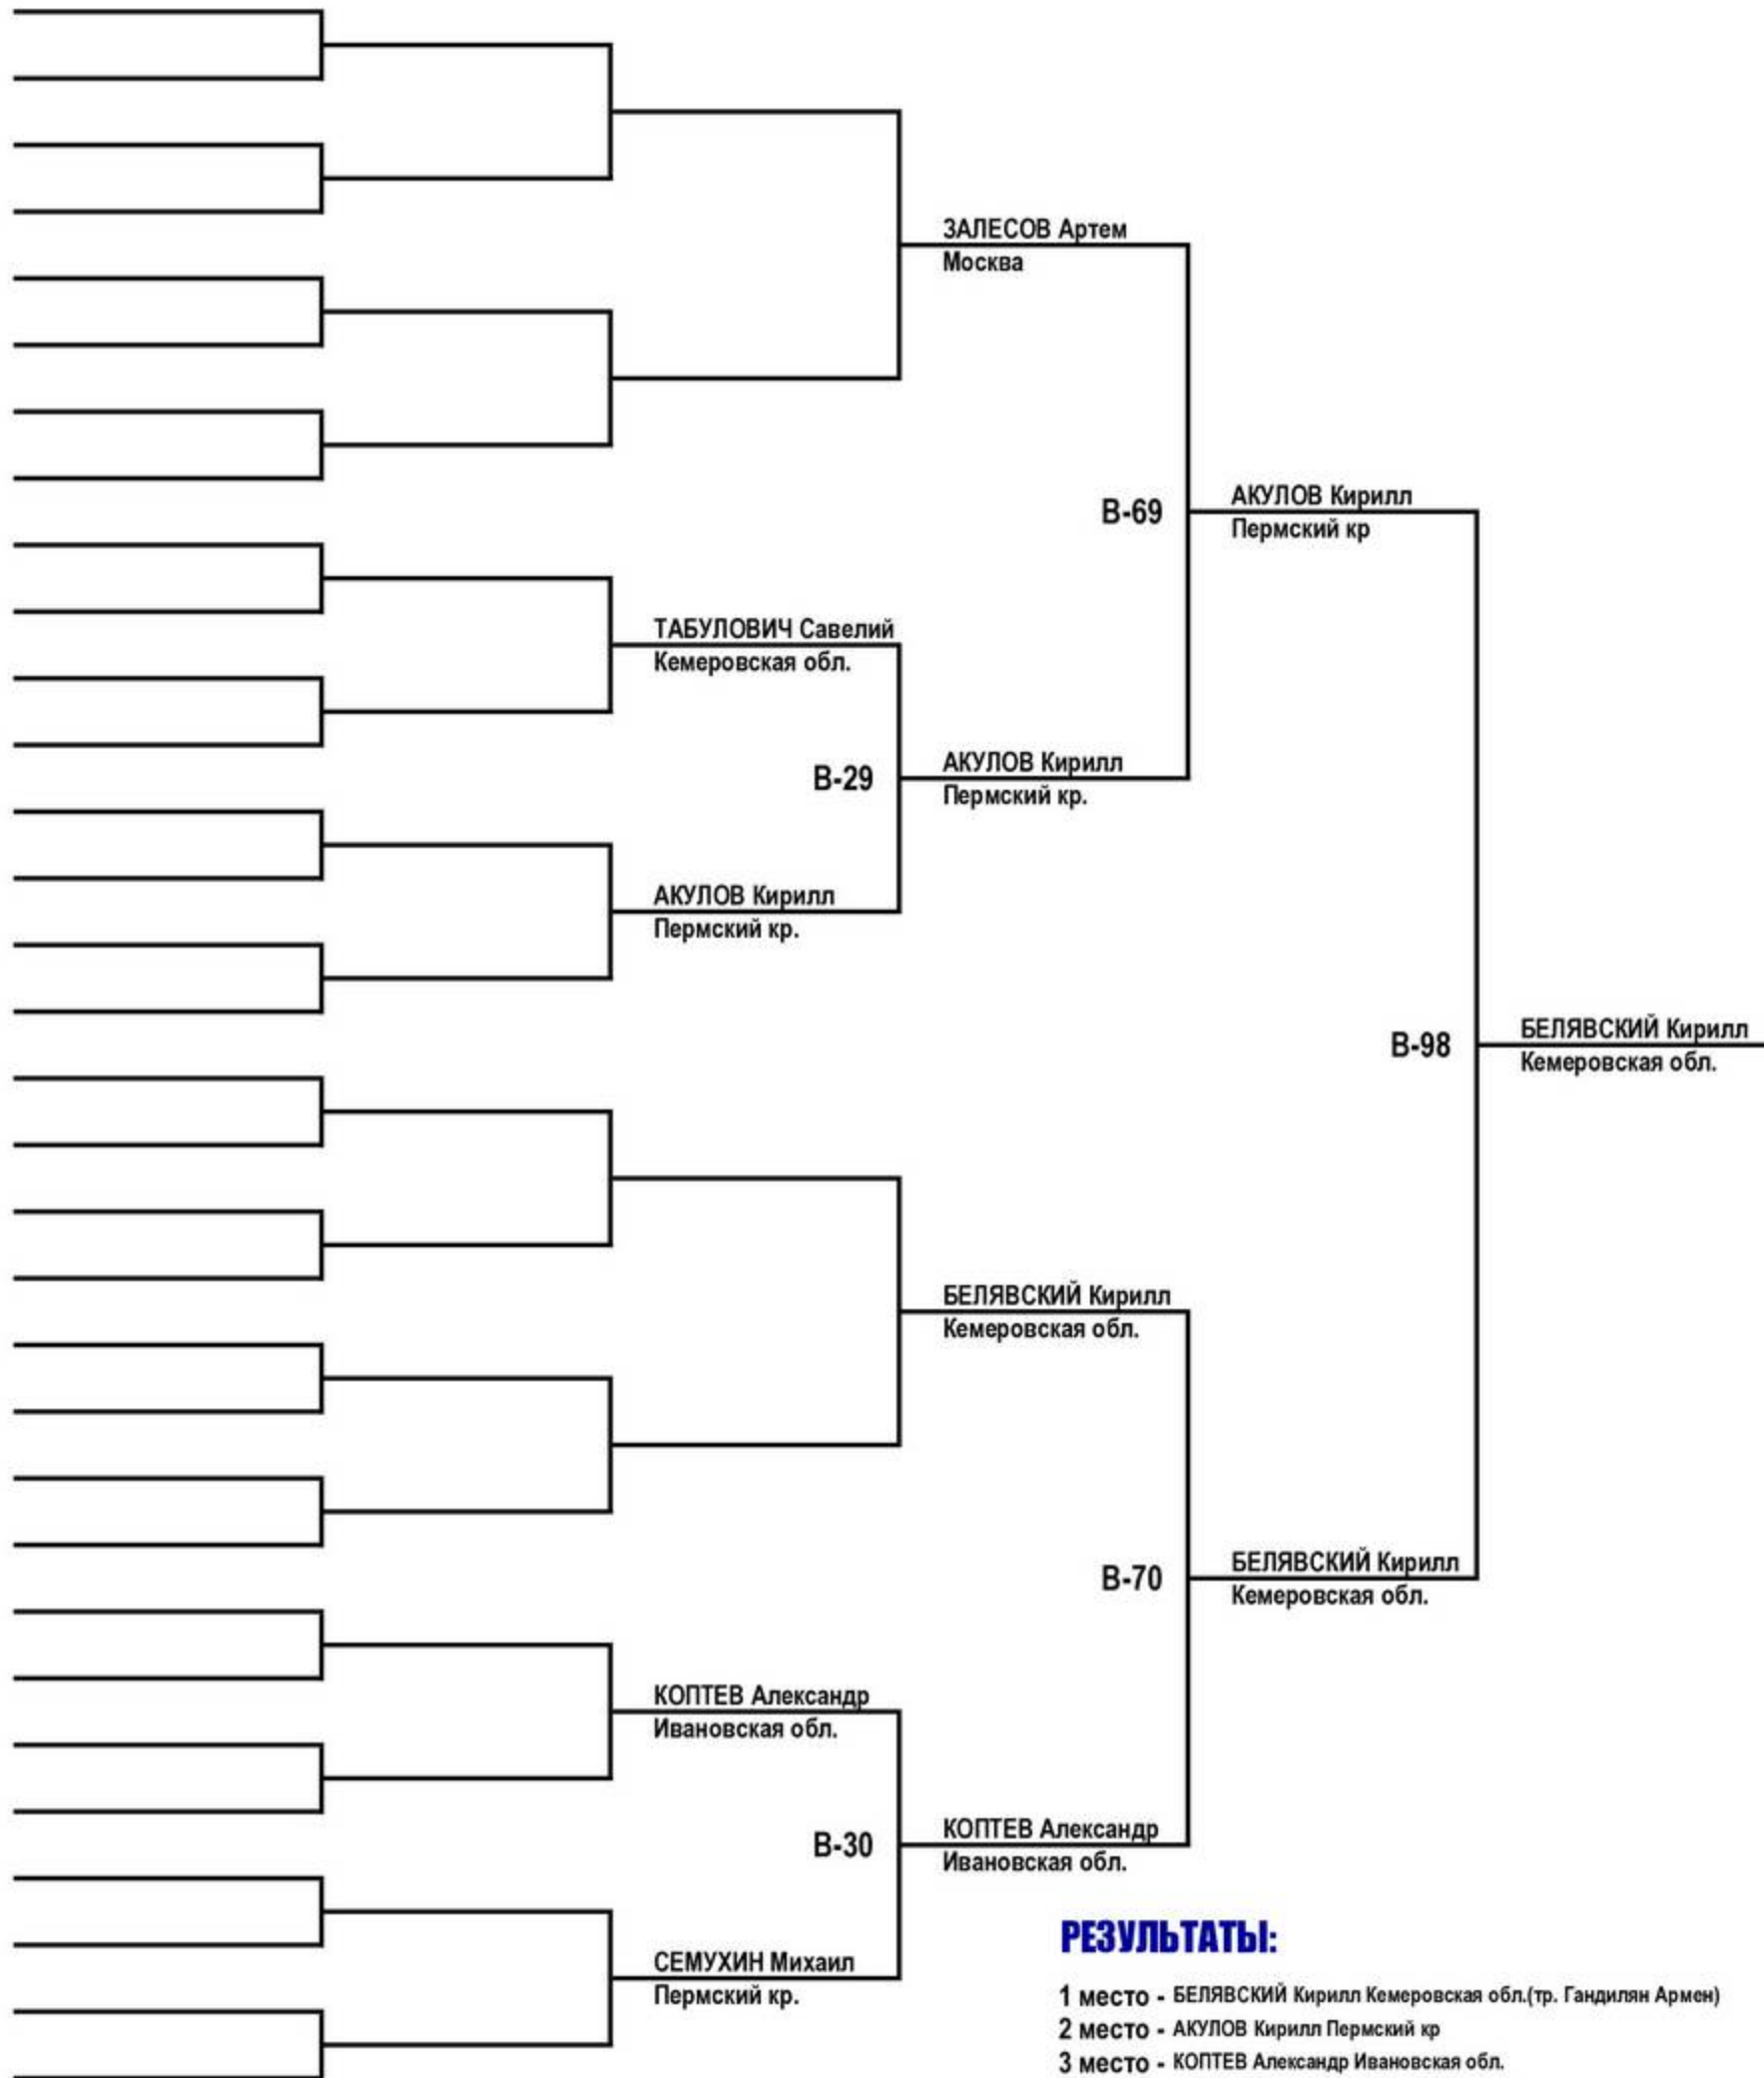 ЗАЛЕСОВ Артем
Москва
B-69
АКУЛОВ Кирилл
Пермский кр
ТАБУЛОВИЧ Савелий
Кемеровская обл.
B-29
АКУЛОВ Кирилл
Пермский кр.
АКУЛОВ Кирилл
Пермский кр.
B-98
БЕЛЯВСКИЙ Кирилл
Кемеровская обл.
БЕЛЯВСКИЙ Кирилл
Кемеровская обл.
B-70
БЕЛЯВСКИЙ Кирилл
Кемеровская обл.
КОПТЕВ Александр
Ивановская обл.
B-30
КОПТЕВ Александр
Ивановская обл.
СЕМУХИН Михаил
Пермский кр.
РЕЗУЛЬТАТЫ:
1 место - БЕЛЯВСКИЙ Кирилл Кемеровская обл.(тр. Гандилян Армен)
2 место - АКУЛОВ Кирилл Пермский кр
3 место - КОПТЕВ Александр Ивановская обл.